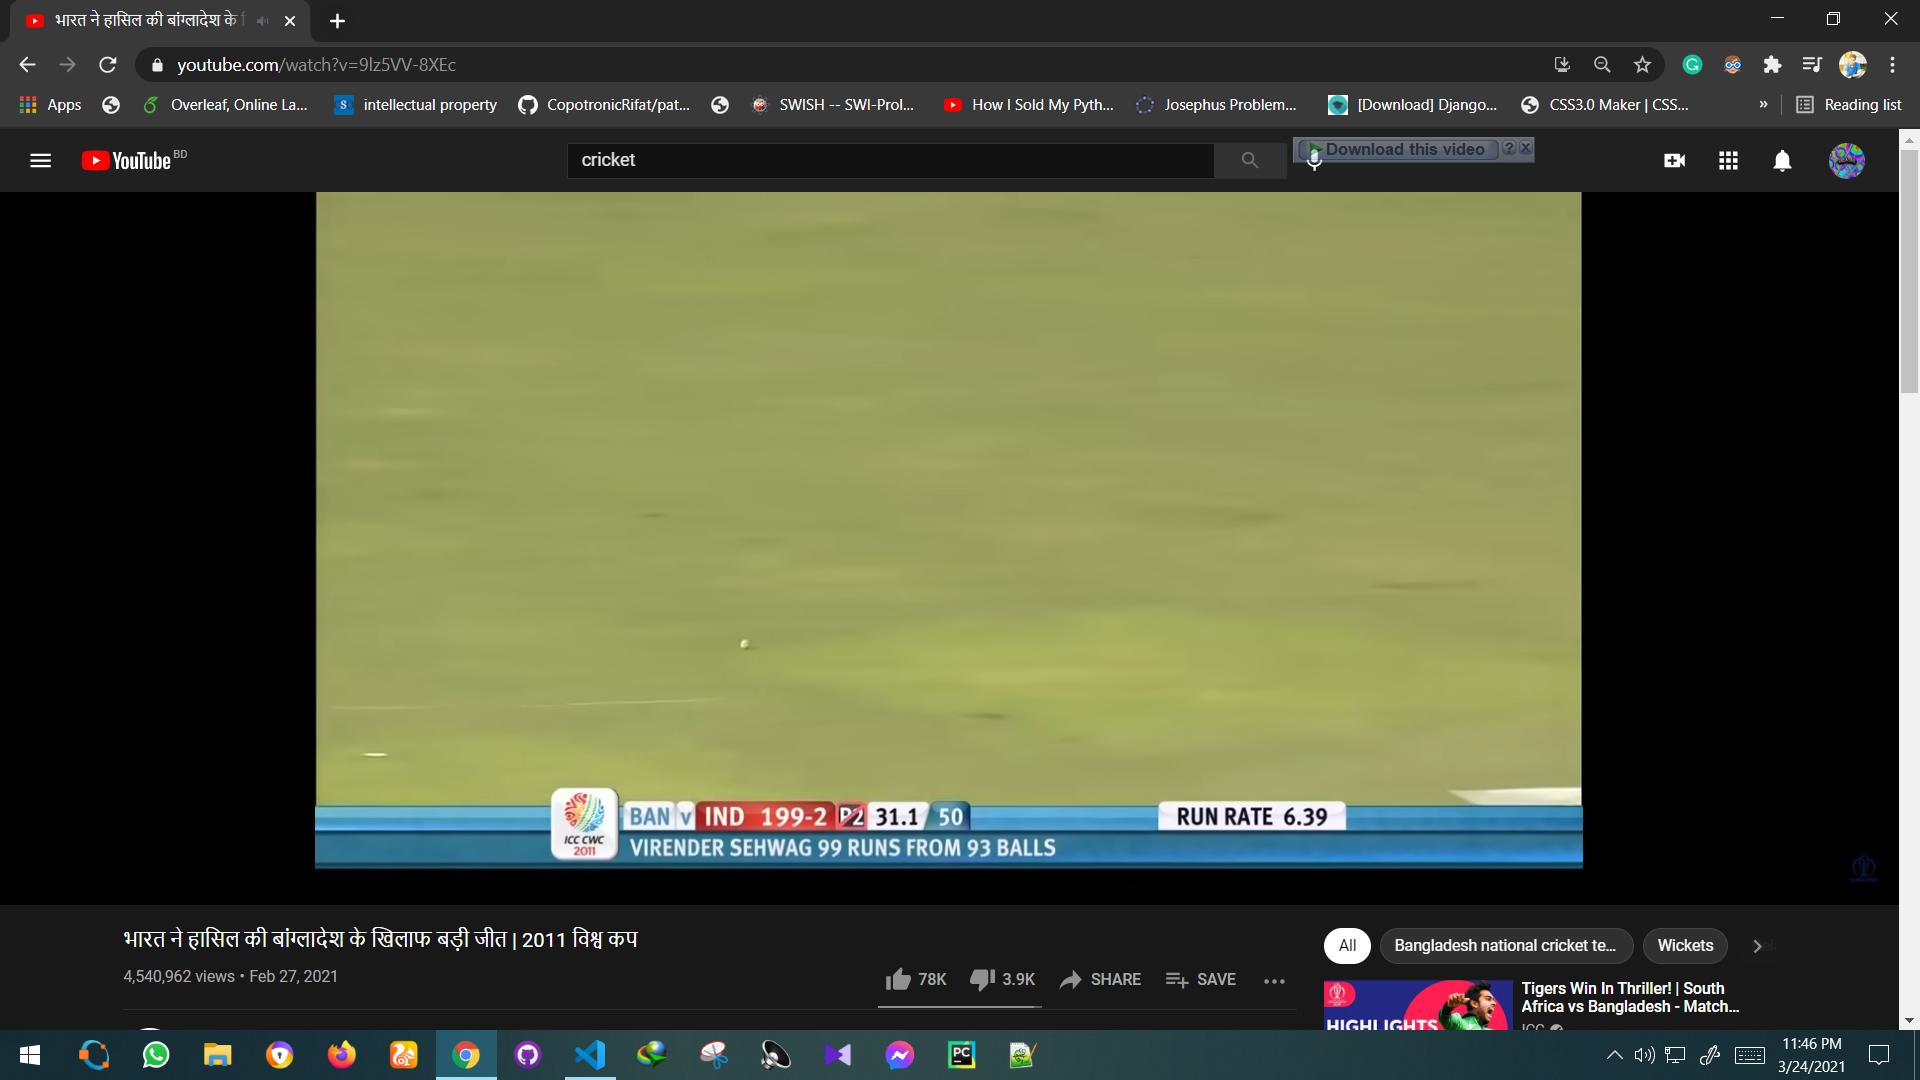 भारत ने हासिल की बांग्लादेश के
youtube.com/watch?v=9lz5VV-8XEc
Apps
Overleaf, Online La...
intellectual property
CopotronicRifat/pat...
SWISH -- SWI-Prol...
How I Sold My Pyth...
Josephus Problem...
[Download] Django...
CSS3.0 Maker | CSS...
»
Reading list
YouTube BD
cricket
Download this video
BAN v IND 199-2 P2 31.1 50 RUN RATE 6.39
ICC CWC 2011
VIRENDER SEHWAG 99 RUNS FROM 93 BALLS
भारत ने हासिल की बांग्लादेश के खिलाफ बड़ी जीत | 2011 विश्व कप
4,540,962 views • Feb 27, 2021
78K 3.9K SHARE SAVE
All Bangladesh national cricket te... Wickets
Tigers Win In Thriller! | South
Africa vs Bangladesh - Match...
HIGHLIGHTS
ICC
PC
11:46 PM
3/24/2021